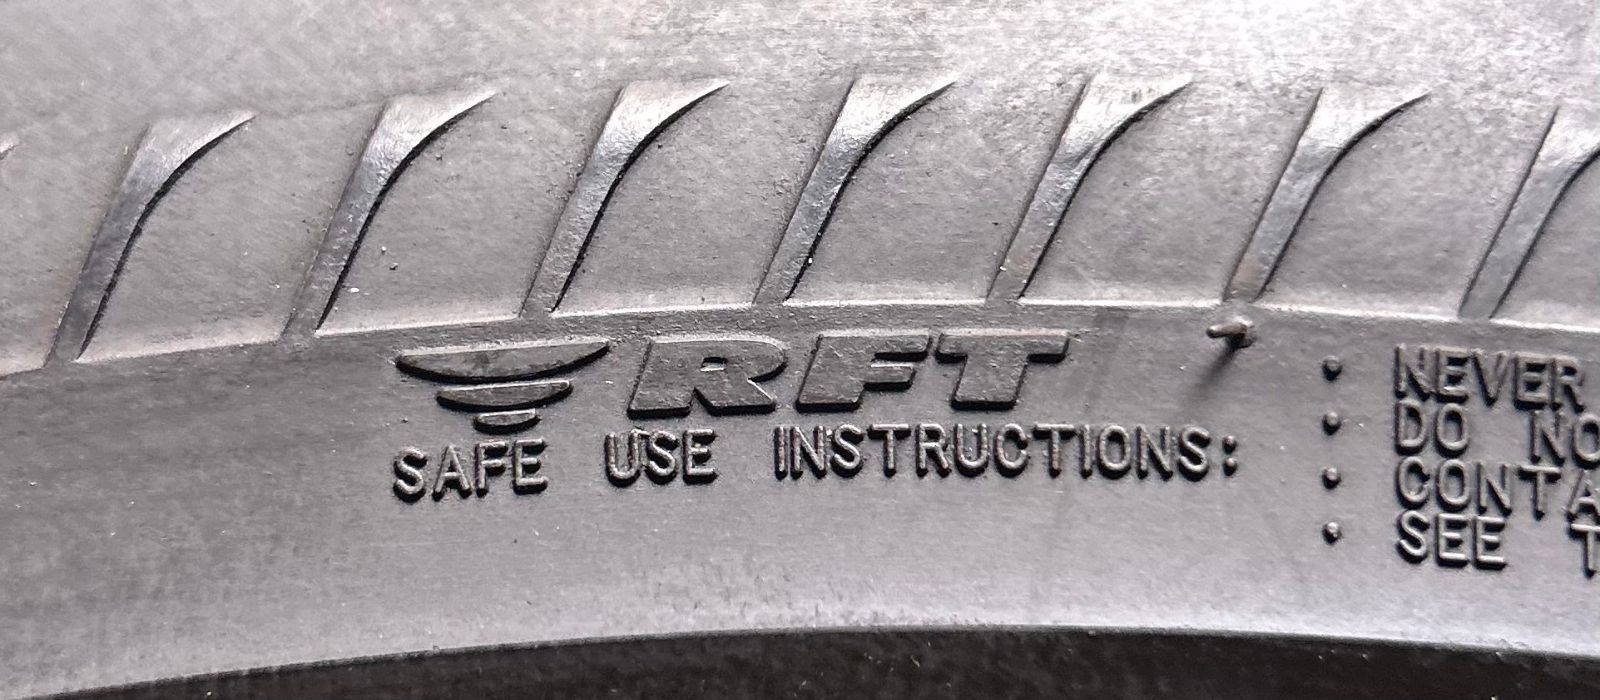 RFT
SAFE USE INSTRUCTIONS:
• NEVER
• DO
• 
• SEE